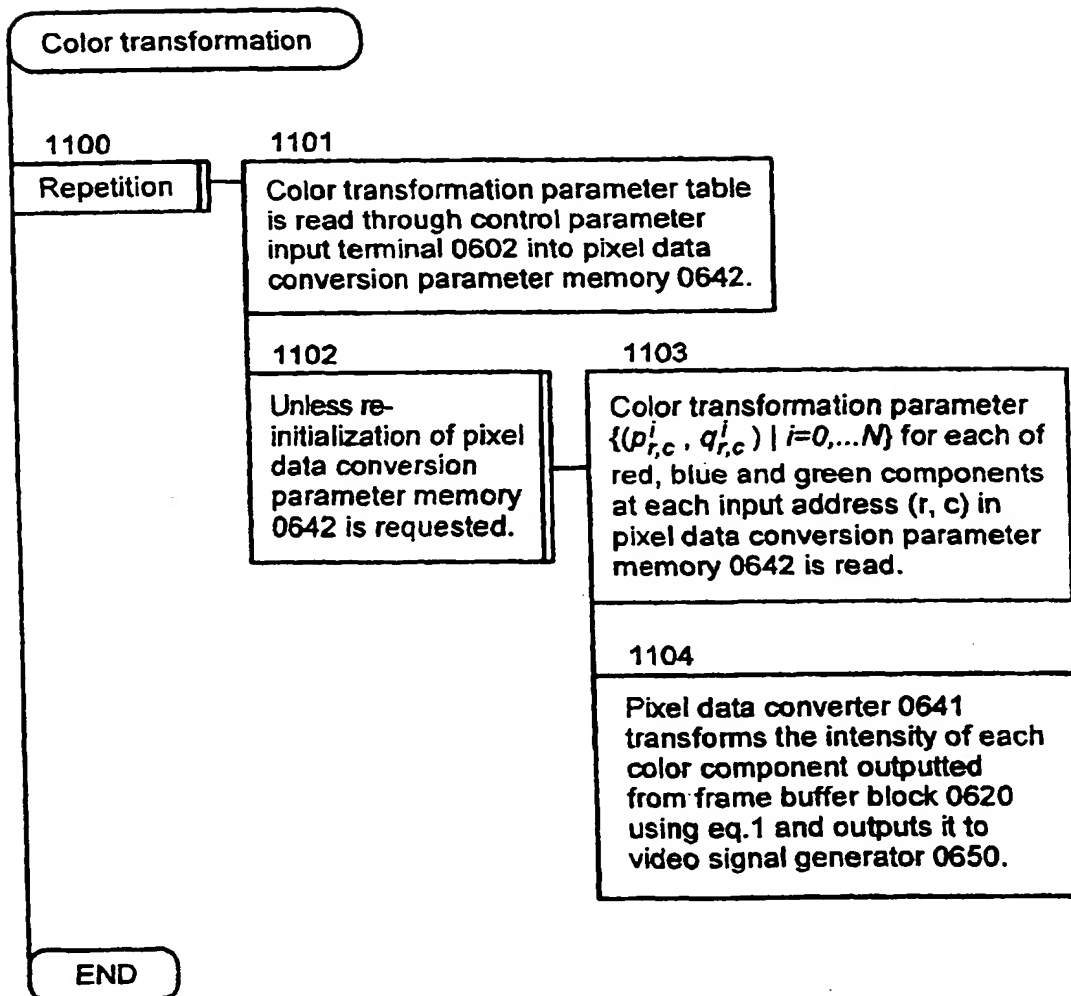 Color transformation
1100
Repetition
1101
Color transformation parameter table
is read through control parameter
input terminal 0602 into pixel data
conversion parameter memory 0642.
1102
Unless re-
initialization of pixel
data conversion
parameter memory
0642 is requested.
1103
Color transformation parameter
{(p^i_{r,c} , q^i_{r,c}) | i=0,...N} for each of
red, blue and green components
at each input address (r, c) in
pixel data conversion parameter
memory 0642 is read.
1104
Pixel data converter 0641
transforms the intensity of each
color component outputted
from frame buffer block 0620
using eq.1 and outputs it to
video signal generator 0650.
END